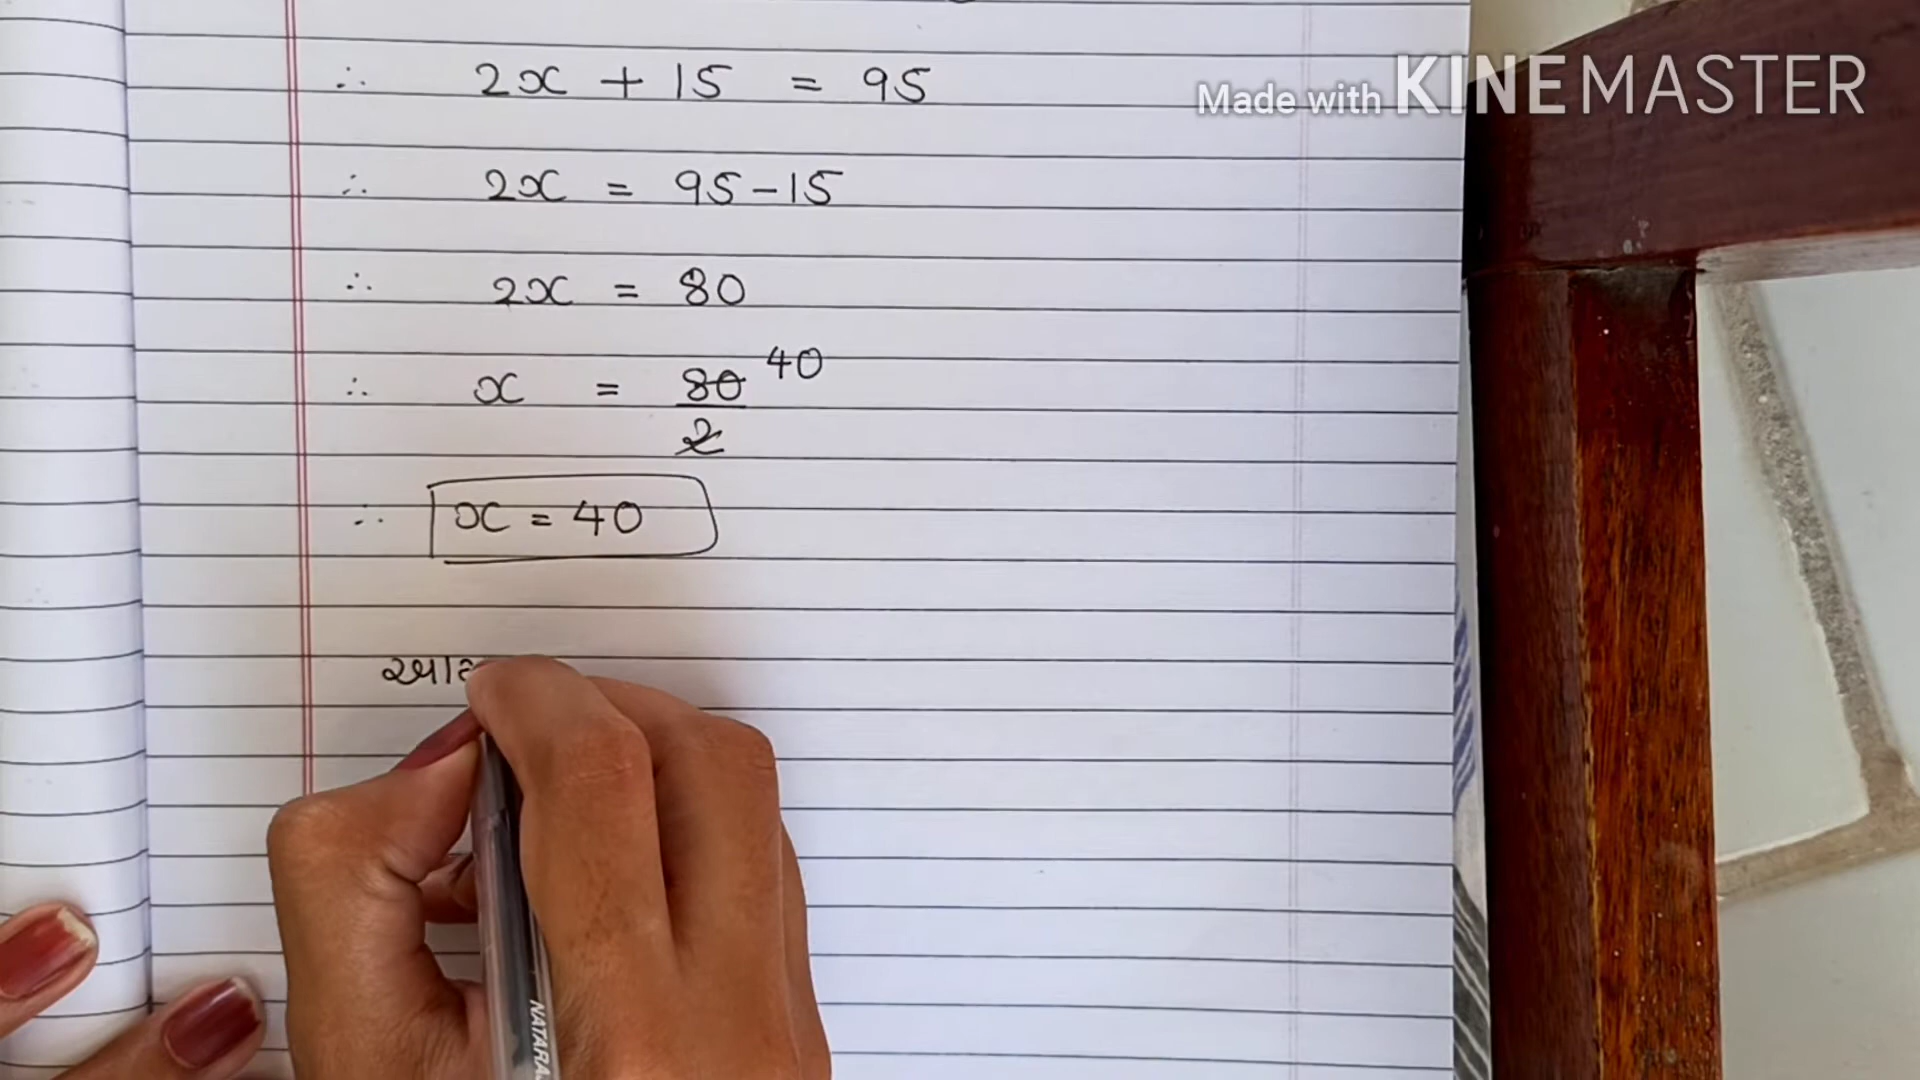 ∴ 2x + 15 = 95
Made with KINEMASTER
∴ 2x = 95 - 15
∴ 2x = 80
∴ x = 80/2 40
∴ x = 40